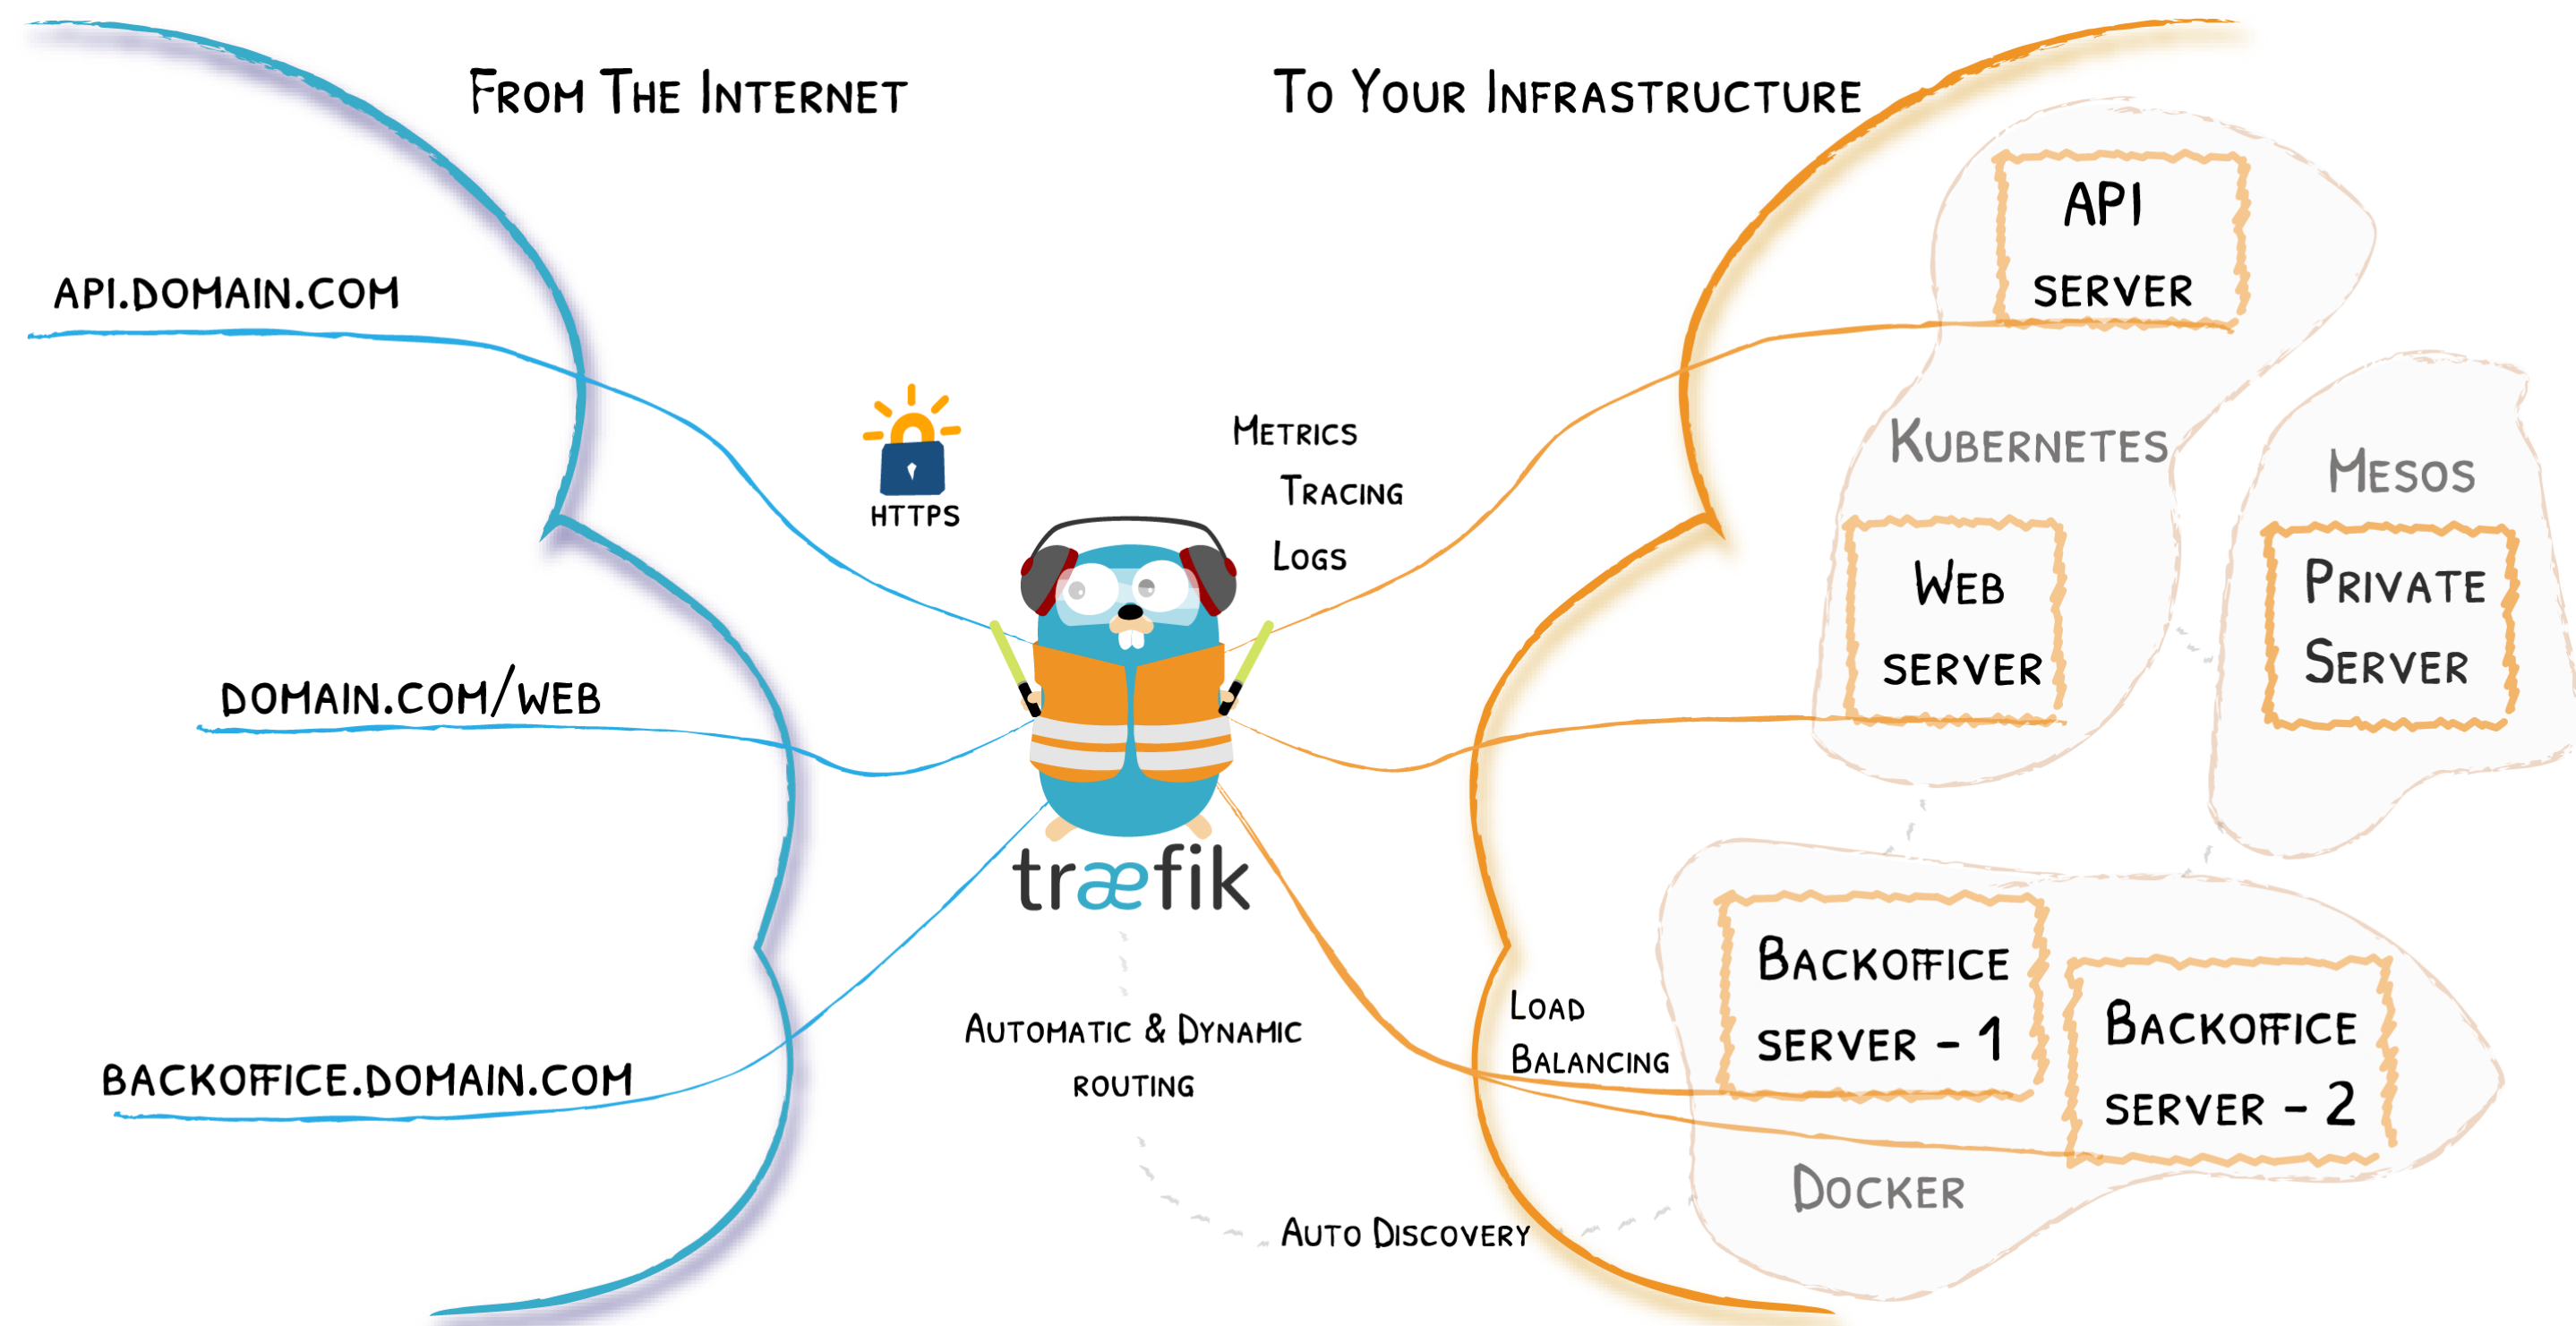 From The Internet
To Your Infrastructure
API
server
api.domain.com
Metrics
Tracing
Logs
HTTPS
Kubernetes
Mesos
Web
server
Private
Server
domain.com/web
træfik
Backoffice
server - 1
Backoffice
server - 2
Load
Balancing
Automatic & Dynamic
routing
backoffice.domain.com
Docker
Auto Discovery